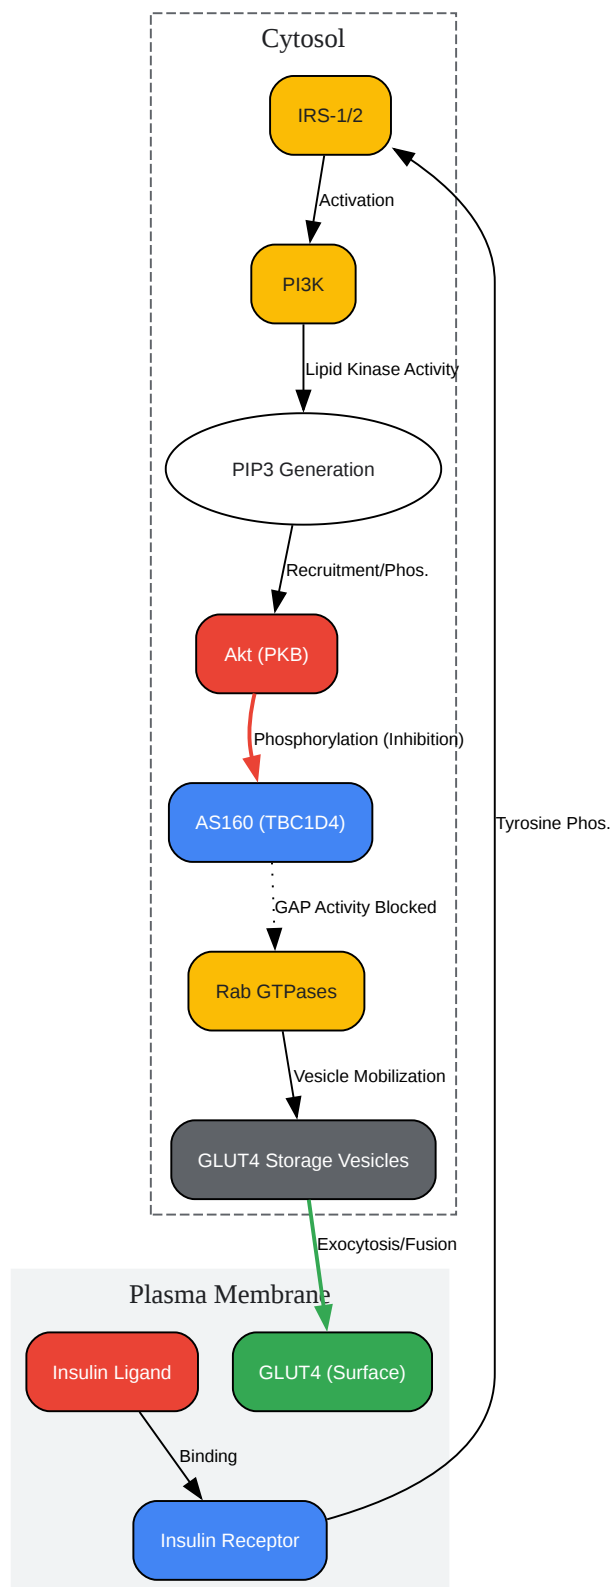 Cytosol
IRS-1/2
Activation
PI3K
Lipid Kinase Activity
PIP3 Generation
Recruitment/Phos.
Akt (PKB)
Phosphorylation (Inhibition)
AS160 (TBC1D4)
Tyrosine Phos.
GAP Activity Blocked
Rab GTPases
Vesicle Mobilization
GLUT4 Storage Vesicles
Exocytosis/Fusion
Plasma Membrane
Insulin Ligand
GLUT4 (Surface)
Binding
Insulin Receptor